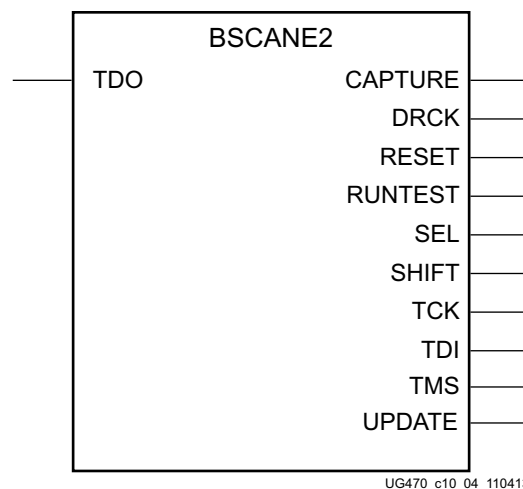 BSCANE2
TDO
CAPTURE
DRCK
RESET
RUNTEST
SEL
SHIFT
TCK
TDI
TMS
UPDATE